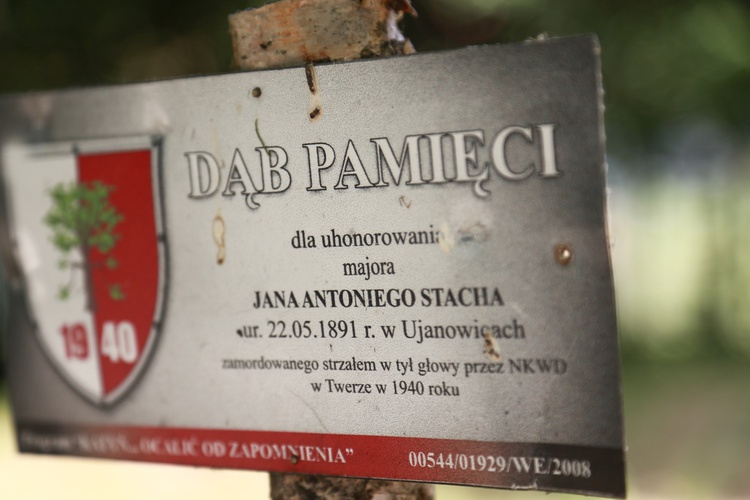 DĄB PAMIĘCI
dla uhonorowania
majora
JANA ANTONIEGO STACHA
ur. 22.05.1891 r. w Ujanowicach
zamordowanego strzałem w tył głowy przez NKWD
w Twerze w 1940 roku
1940
"KATYŃ... OCALIĆ OD ZAPOMNIENIA"
00544/01929/WE/2008